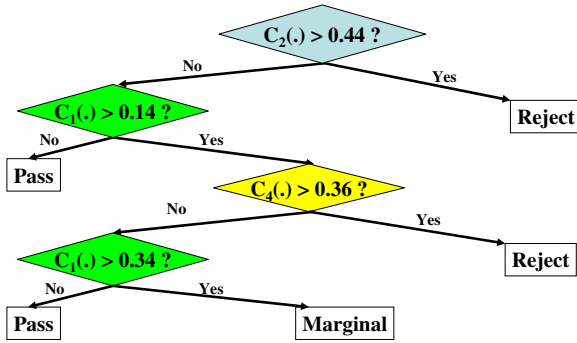 C₂(.) > 0.44 ?
No
Yes
C₁(.) > 0.14 ?
Reject
No
Yes
Pass
C₄(.) > 0.36 ?
No
Yes
C₁(.) > 0.34 ?
Reject
No
Yes
Pass
Marginal